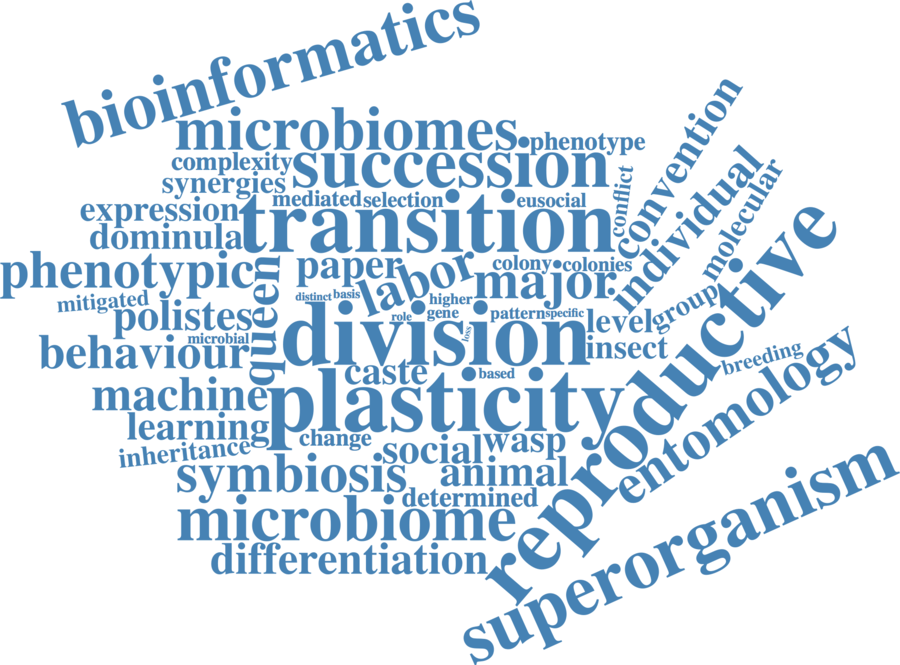 bioinformatics
microbiomes
phenotype
convention
complexity
succession
synergies
conflict
individual
molecular
mediated
selection
eusocial
expression
transition
dominula
phenotypic
queen
paper
labor
colony
colonies
major
reproductive
mitigated
distinct
basis
higher
group
polistes
role
gene
pattern
specific
level
microbial
division
loss
behaviour
insect
breeding
caste
based
entomology
machine
plasticity
learning
change
social
wasp
inheritance
symbiosis
animal
determined
microbiome
superorganism
differentiation